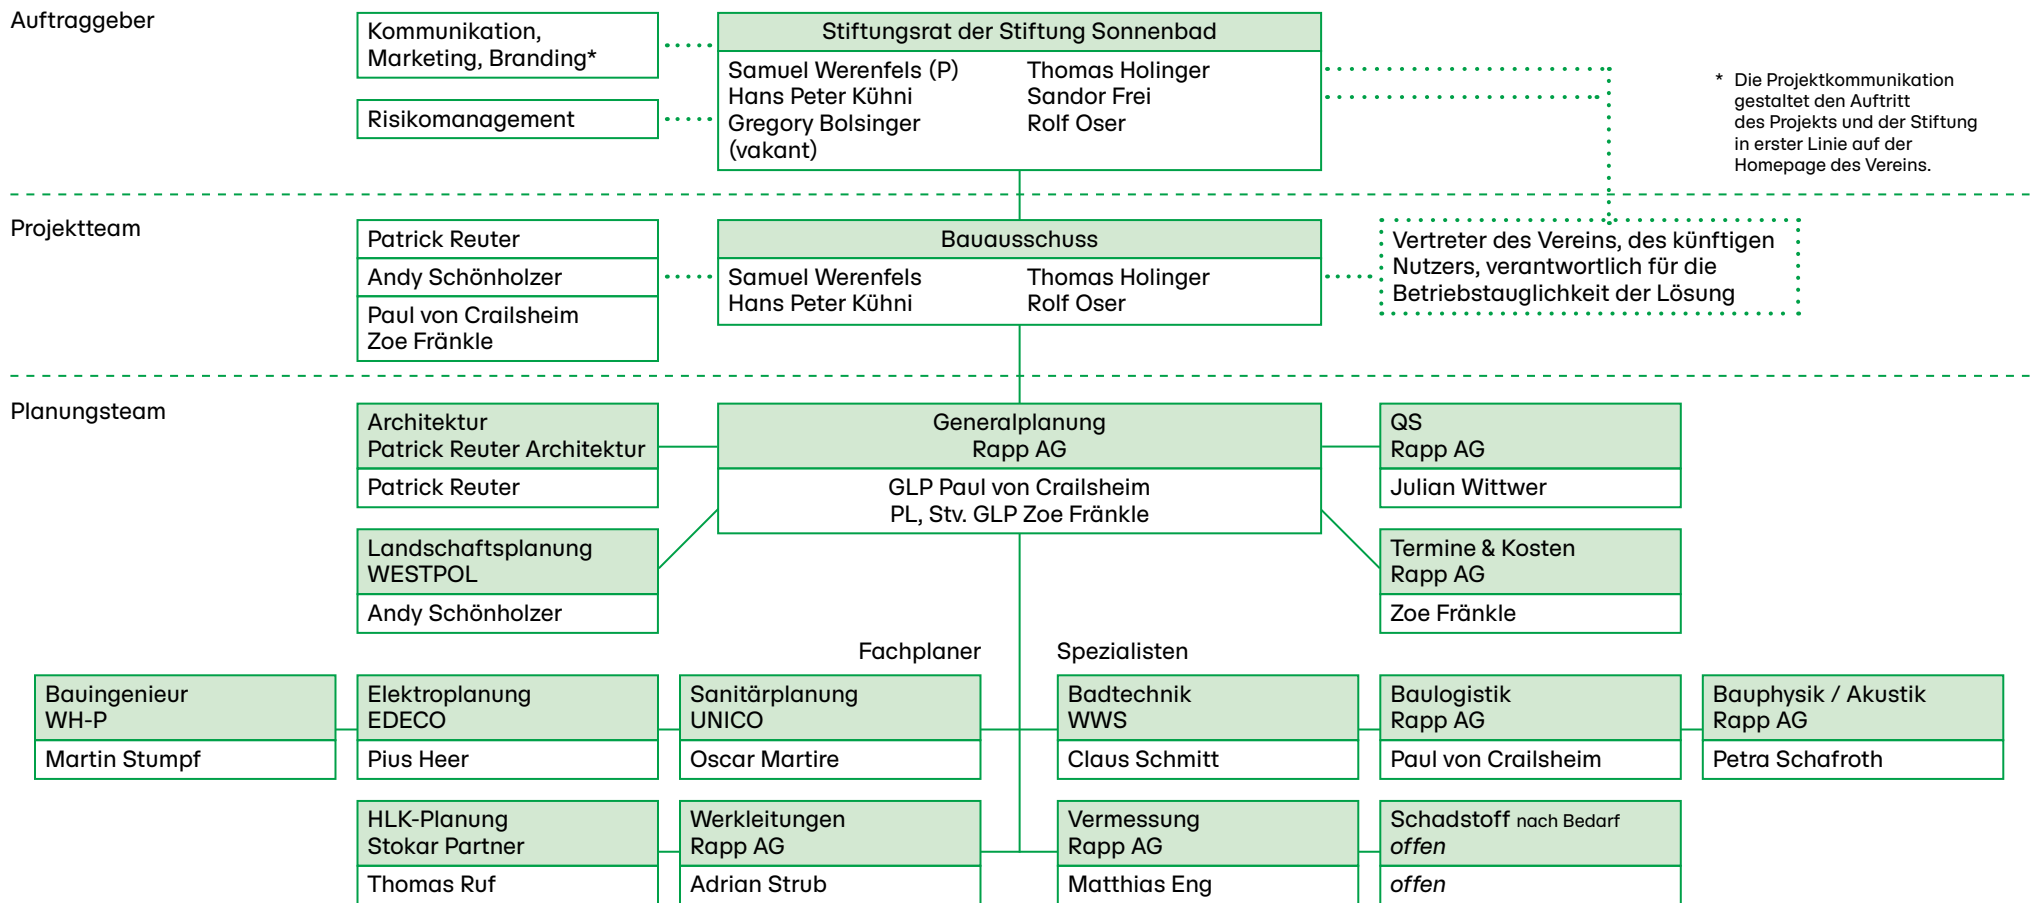 Auftraggeber
Kommunikation,
Marketing, Branding*
Risikomanagement
Stiftungsrat der Stiftung Sonnenbad
Samuel Werenfels (P)
Hans Peter Kühni
Gregory Bolsinger
(vakant)
Thomas Holinger
Sandor Frei
Rolf Oser
* Die Projektkommunikation
gestaltet den Auftritt
des Projekts und der Stiftung
in erster Linie auf der
Homepage des Vereins.
Projektteam
Patrick Reuter
Andy Schönholzer
Paul von Crailsheim
Zoe Fränkle
Bauausschuss
Samuel Werenfels
Hans Peter Kühni
Thomas Holinger
Rolf Oser
Vertreter des Vereins, des künftigen
Nutzers, verantwortlich für die
Betriebstauglichkeit der Lösung
Planungsteam
Architektur
Patrick Reuter Architektur
Patrick Reuter
Landschaftsplanung
WESTPOL
Andy Schönholzer
Generalplanung
Rapp AG
GLP Paul von Crailsheim
PL, Stv. GLP Zoe Fränkle
QS
Rapp AG
Julian Wittwer
Termine & Kosten
Rapp AG
Zoe Fränkle
Fachplaner
Spezialisten
Bauingenieur
WH-P
Martin Stumpf
Elektroplanung
EDECO
Pius Heer
Sanitärplanung
UNICO
Oscar Martire
Badtechnik
WWS
Claus Schmitt
Baulogistik
Rapp AG
Paul von Crailsheim
Bauphysik / Akustik
Rapp AG
Petra Schafroth
HLK-Planung
Stokar Partner
Thomas Ruf
Werkleitungen
Rapp AG
Adrian Strub
Vermessung
Rapp AG
Matthias Eng
Schadstoff nach Bedarf
offen
offen